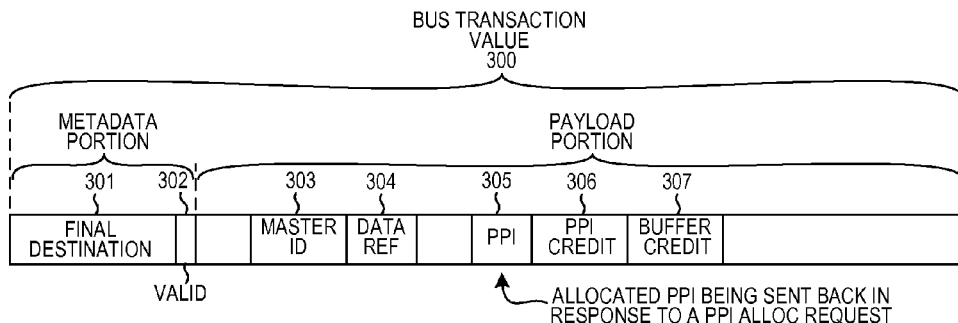 BUS TRANSACTION
VALUE
300
METADATA
PORTION
PAYLOAD
PORTION
301
302
303
304
305
306
307
FINAL
DESTINATION
MASTER
ID
DATA
REF
PPI
PPI
CREDIT
BUFFER
CREDIT
VALID
ALLOCATED PPI BEING SENT BACK IN
RESPONSE TO A PPI ALLOC REQUEST